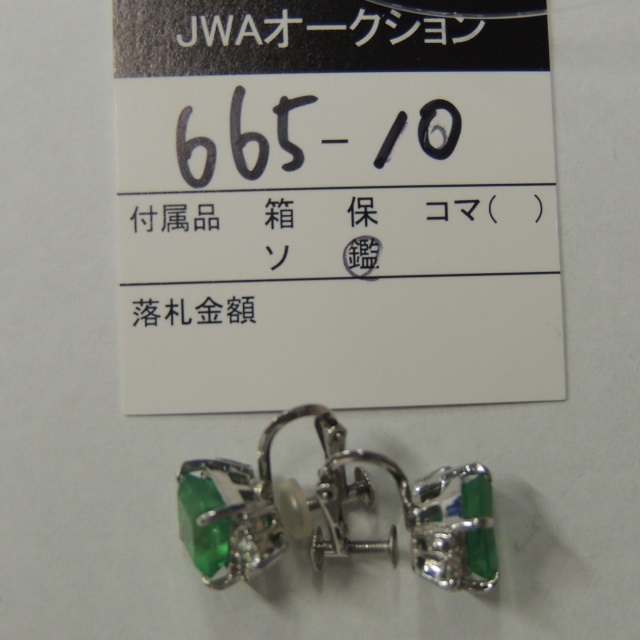 JWAオークション
665-10
付属品 箱 保 コマ( )
ソ 鑑
落札金額